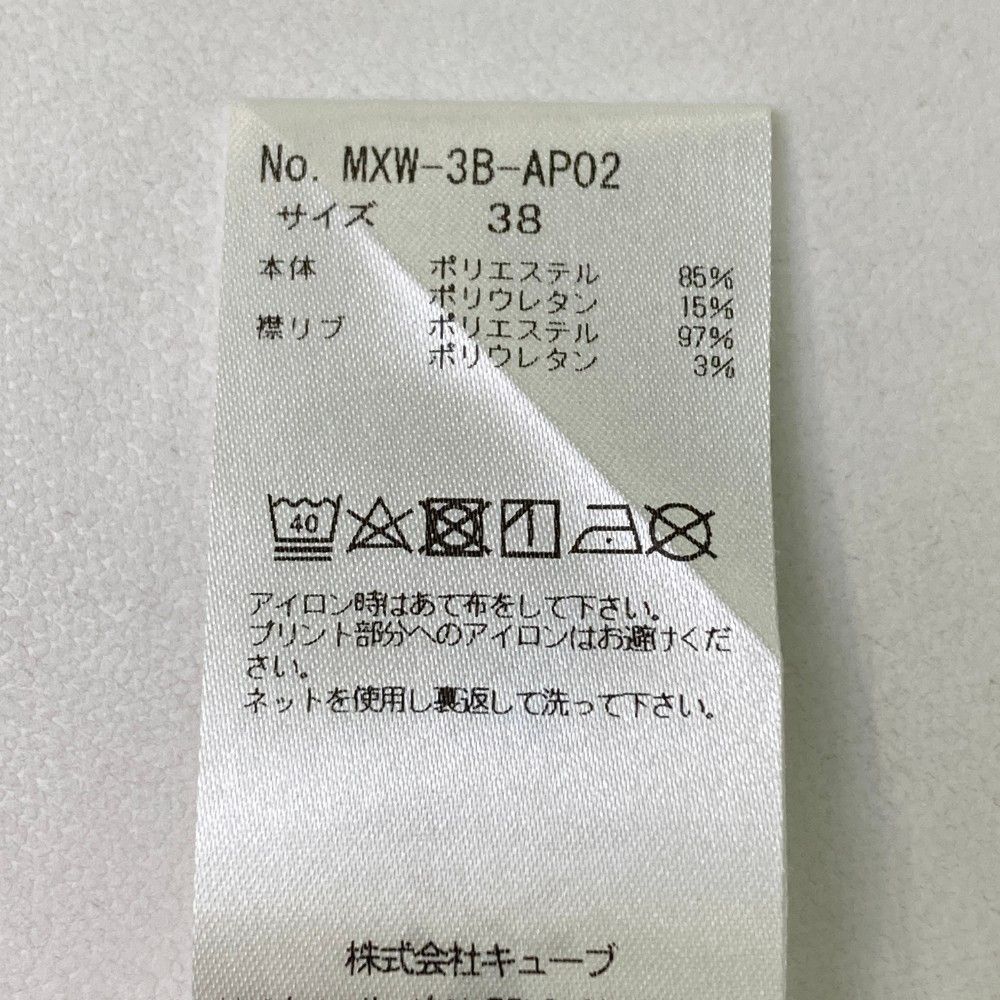 No. MXW-3B-AP02
サイズ 38
本体 ポリエステル 85%
ポリウレタン 15%
襟リブ ポリエステル 97%
ポリウレタン 3%
40
アイロン時はあて布をして下さい。
プリント部分へのアイロンはお避けくだ
さい。
ネットを使用し裏返して洗って下さい。
株式会社キューブ